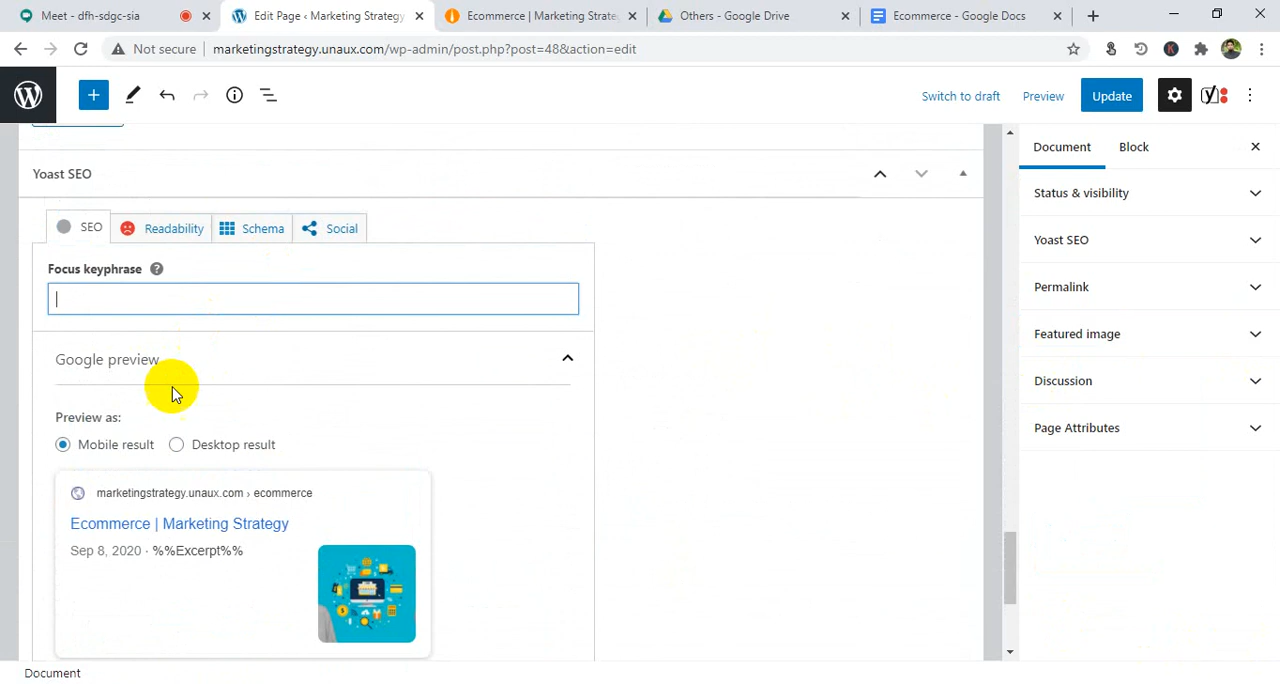 Meet - dfh-sdgc-sia
Edit Page ‹ Marketing Strategy
Ecommerce | Marketing Strate
Others - Google Drive
Ecommerce - Google Docs
Not secure
marketingstrategy.unaux.com/wp-admin/post.php?post=48&action=edit
Switch to draft
Preview
Update
Document
Block
Yoast SEO
Status & visibility
Yoast SEO
Permalink
Featured image
Discussion
Page Attributes
SEO
Readability
Schema
Social
Focus keyphrase
Google preview
Preview as:
Mobile result
Desktop result
marketingstrategy.unaux.com › ecommerce
Ecommerce | Marketing Strategy
Sep 8, 2020 · %%Excerpt%%
Document